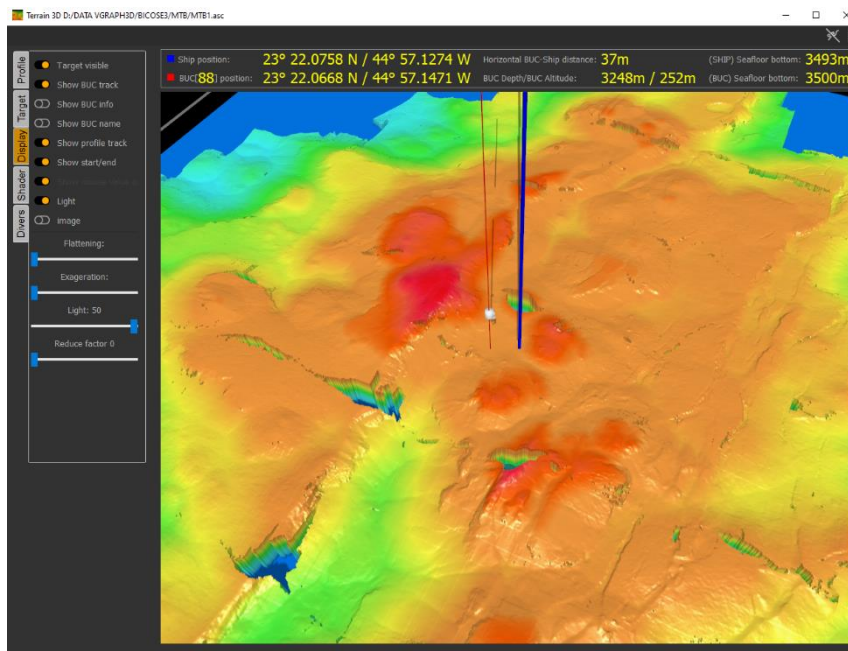 Terrain 3D D:/DATA VGRAPH3D/BICOSE3/MTB/MTB1.asc
Ship position: 23° 22.0758 N / 44° 57.1274 W Horizontal BUC-Ship distance: 37m (SHIP) Seafloor bottom: 3493m
BUC[88] position: 23° 22.0668 N / 44° 57.1471 W BUC Depth/BUC Altitude: 3248m / 252m (BUC) Seafloor bottom: 3500m
Profile
Target
Display
Shader
Divers
Target visible
Show BUC track
Show BUC info
Show BUC name
Show profile track
Show start/end
Light
image
Flattening:
Exageration:
Light: 50
Reduce factor 0